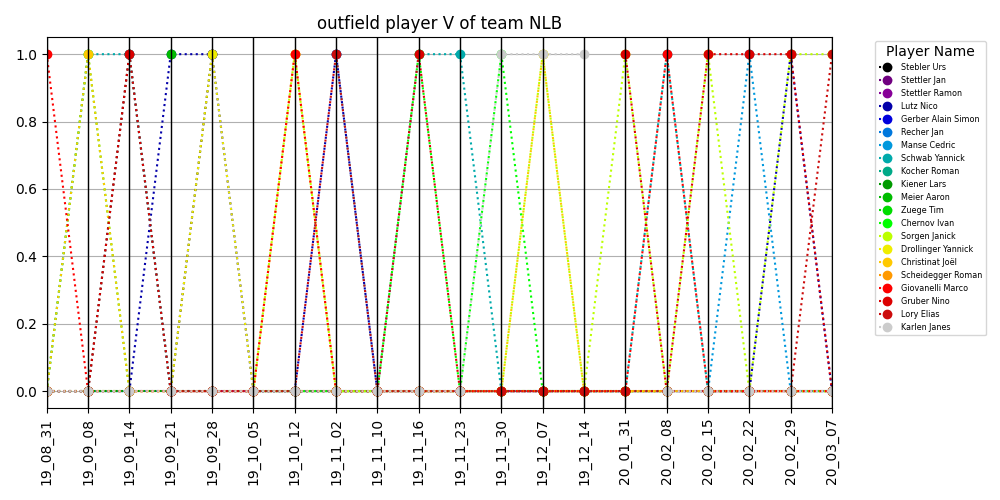 outfield player V of team NLB
1.0
0.8
0.6
0.4
0.2
0.0
19_08_31
19_09_08
19_09_14
19_09_21
19_09_28
19_10_05
19_10_12
19_11_02
19_11_10
19_11_16
19_11_23
19_11_30
19_12_07
19_12_14
20_01_31
20_02_08
20_02_15
20_02_22
20_02_29
20_03_07
Player Name
Stebler Urs
Stettler Jan
Stettler Ramon
Lutz Nico
Gerber Alain Simon
Recher Jan
Manse Cedric
Schwab Yannick
Kocher Roman
Kiener Lars
Meier Aaron
Zuege Tim
Chernov Ivan
Sorgen Janick
Drollinger Yannick
Christinat Joël
Scheidegger Roman
Giovanelli Marco
Gruber Nino
Lory Elias
Karlen Janes